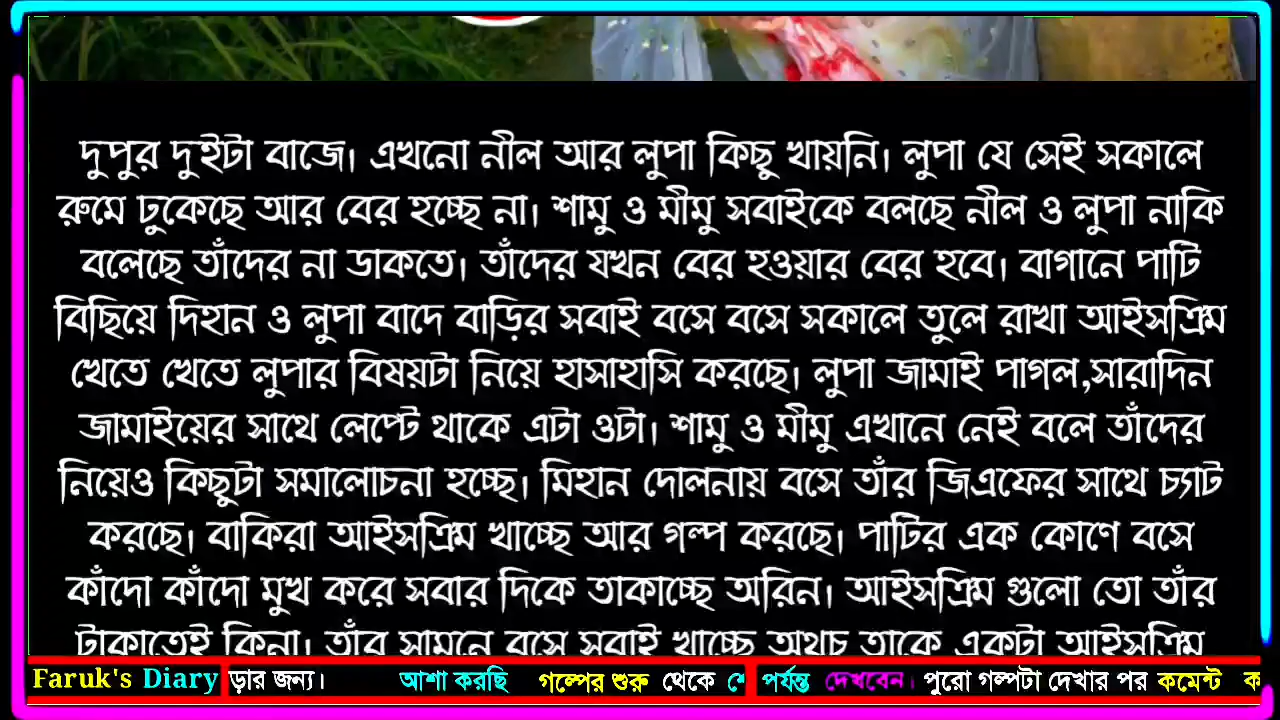 দুপুর দুইটা বাজে। এখনো নীল আর লুপা কিছু খায়নি। লুপা যে সেই সকালে
রুমে ঢুকেছে আর বের হচ্ছে না। শামু ও মীমু সবাইকে বলছে নীল ও লুপা নাকি
বলেছে তাঁদের না ডাকতে। তাঁদের যখন বের হওয়ার বের হবে। বাগানে পাটি
বিছিয়ে দিহান ও লুপা বাদে বাড়ির সবাই বসে বসে সকালে তুলে রাখা আইসক্রিম
খেতে খেতে লুপার বিষয়টা নিয়ে হাসাহাসি করছে। লুপা জামাই পাগল,সারাদিন
জামাইয়ের সাথে লেপ্টে থাকে এটা ওটা। শামু ও মীমু এখানে নেই বলে তাঁদের
নিয়েও কিছুটা সমালোচনা হচ্ছে। মিহান দোলনায় বসে তাঁর জিএফের সাথে চ্যাট
করছে। বাকিরা আইসক্রিম খাচ্ছে আর গল্প করছে। পাটির এক কোণে বসে
কাঁদো কাঁদো মুখ করে সবার দিকে তাকাচ্ছে অরিন। আইসক্রিম গুলো তো তাঁর
টাকাতেই কিনা। তাঁর সামনে বসে সবাই খাচ্ছে অথচ তাকে একটা আইসক্রিম
Faruk's Diary ড়ার জন্য। আশা করছি গল্পের শুরু থেকে শে পর্যন্ত দেখবেন। পুরো গল্পটা দেখার পর কমেন্ট ক